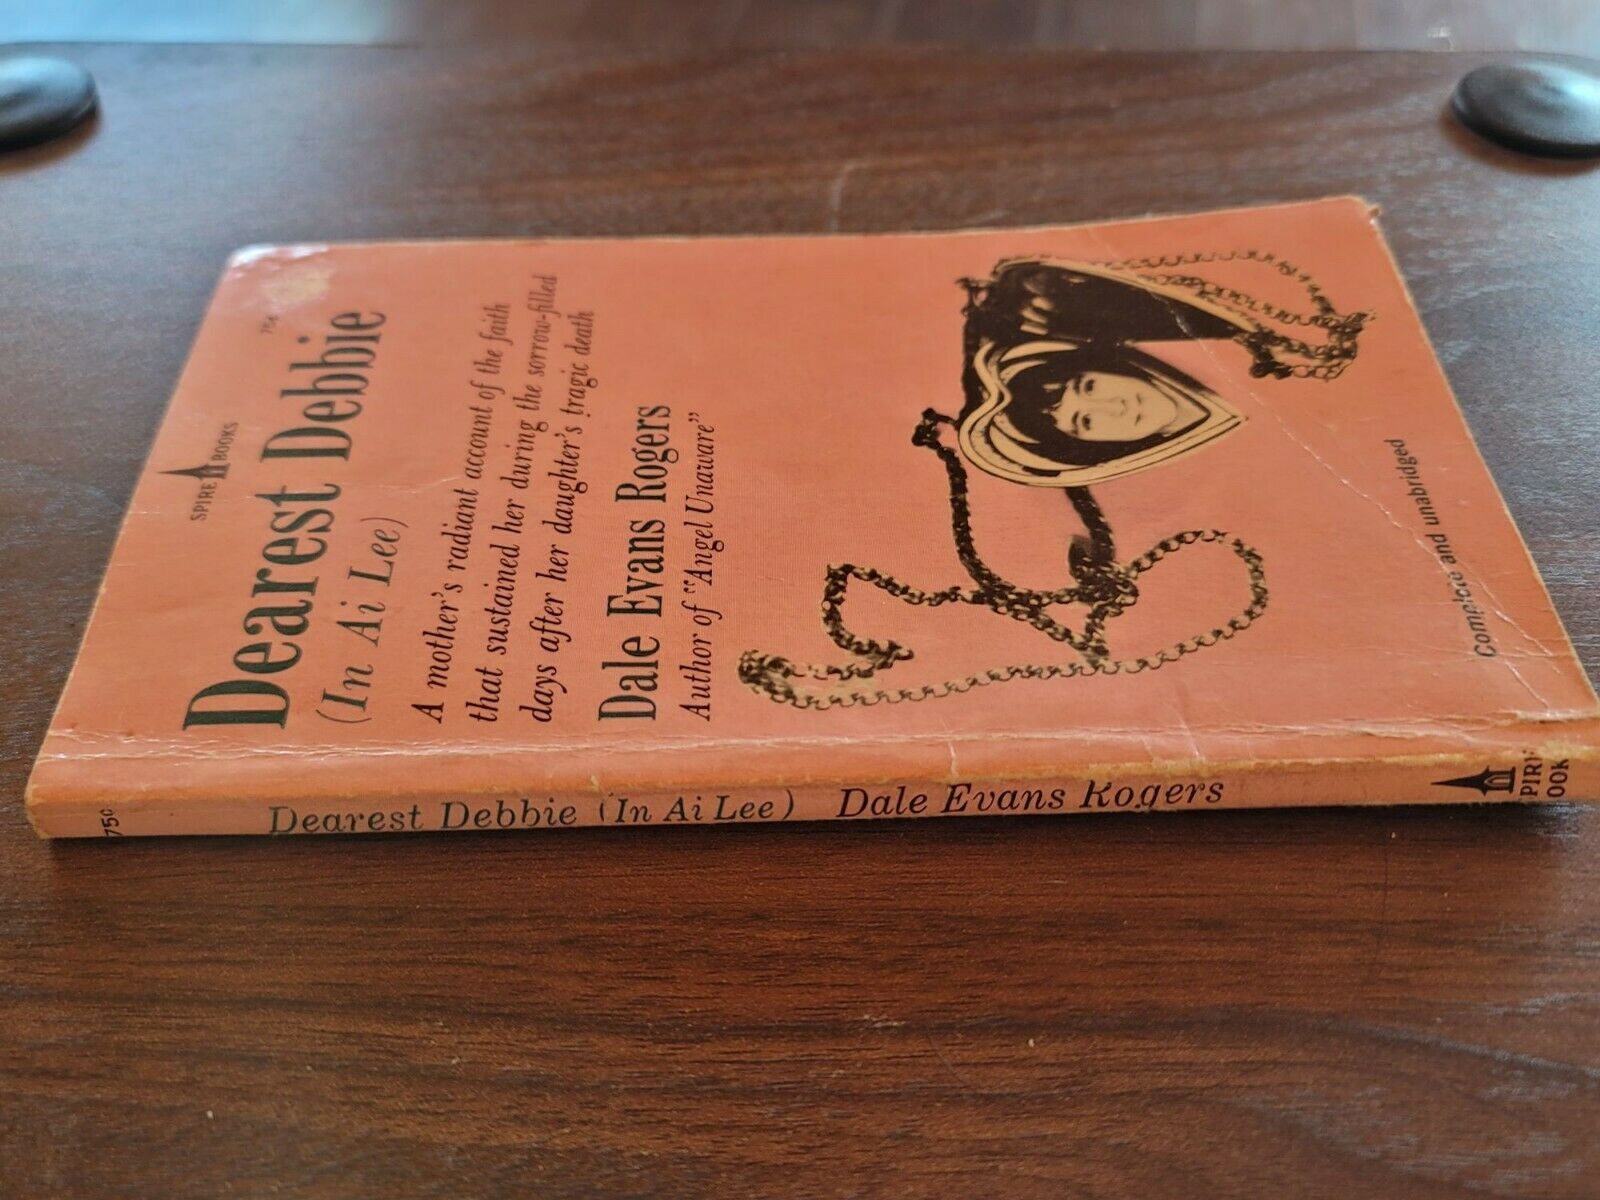 SPIRE BOOKS
75¢
Dearest Debbie
(In Ai Lee)
A mother's radiant account of the faith
that sustained her during the sorrow-filled
days after her daughter's tragic death
Dale Evans Rogers
Author of "Angel Unaware"
Complete and unabridged
75¢
Dearest Debbie (In Ai Lee)
Dale Evans Rogers
SPIRE
BOOKS